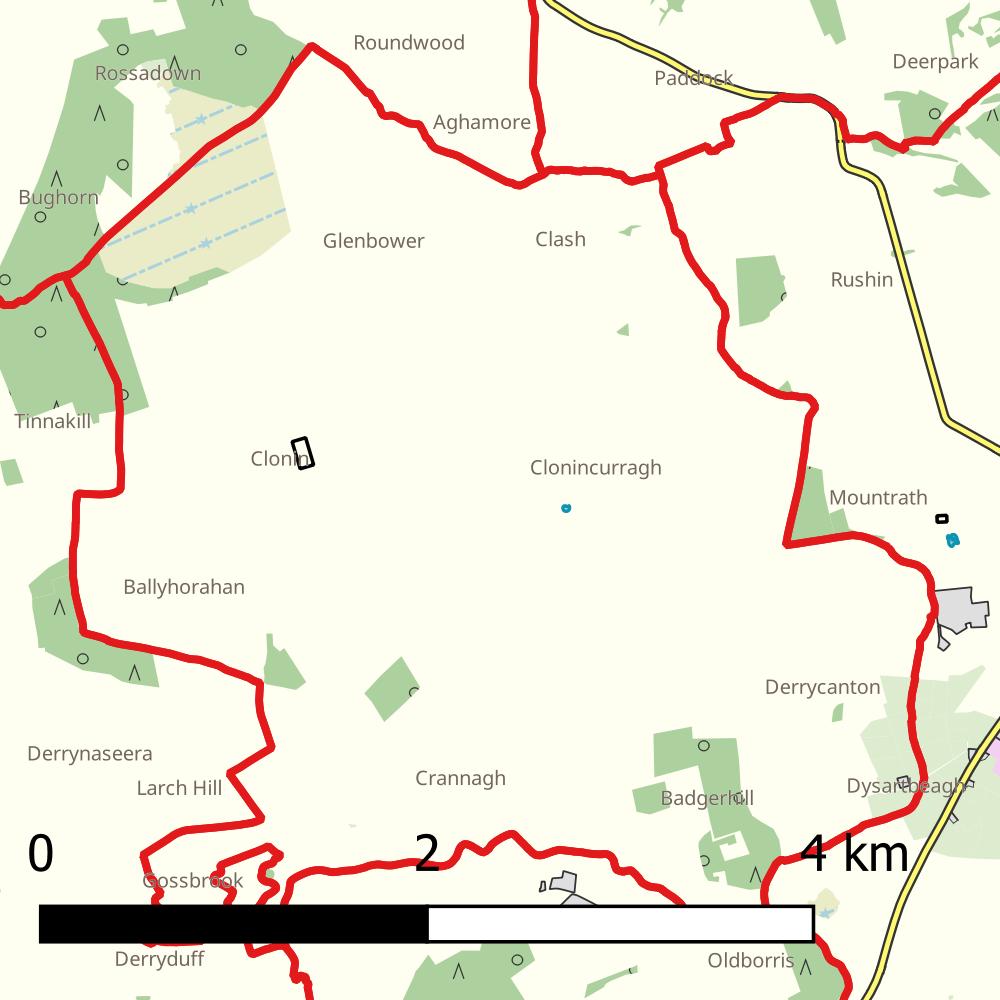 Roundwood
Deerpark
Rossadown
Paddock
Aghamore
Bughorn
Glenbower
Clash
Rushin
Tinnakill
Clonin
Clonincurragh
Mountrath
Ballyhorahan
Derrycanton
Derrynaseera
Larch Hill
Crannagh
Badgerhill
Dysartbeagh
0 2 4 km
Gossbrook
Derryduff
Oldborris